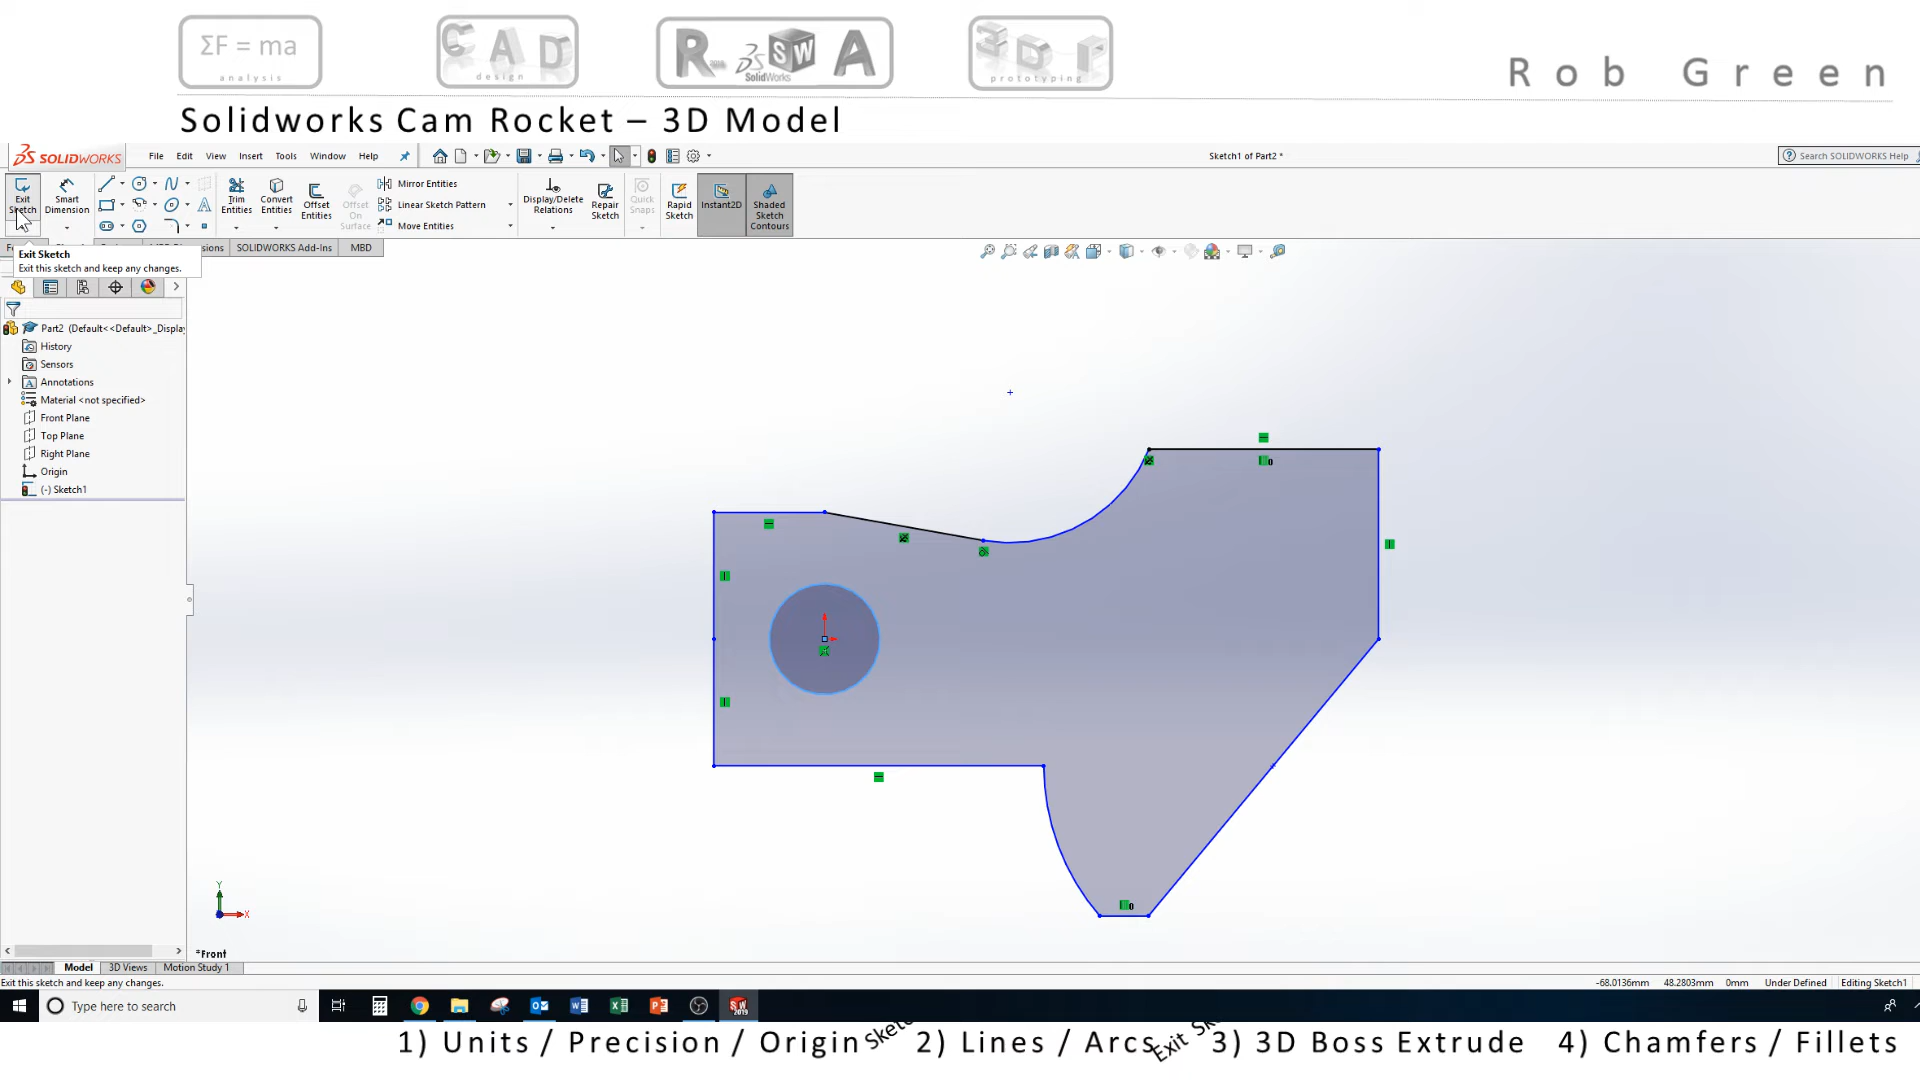 ΣF = ma
analysis
CAD
design
R SW A
SolidWorks
3DP
prototyping
Rob Green
Solidworks Cam Rocket – 3D Model
SOLIDWORKS
File Edit View Insert Tools Window Help
Sketch1 of Part2 *
Search SOLIDWORKS Help
Exit Sketch
Smart Dimension
Trim Entities
Convert Entities
Offset Entities
Offset On Surface
Mirror Entities
Linear Sketch Pattern
Move Entities
Display/Delete Relations
Repair Sketch
Quick Snaps
Rapid Sketch
Instant2D
Shaded Sketch Contours
SOLIDWORKS Add-Ins MBD
Exit Sketch
Exit this sketch and keep any changes.
Part2 (Default<<Default>_Display
History
Sensors
Annotations
Material <not specified>
Front Plane
Top Plane
Right Plane
Origin
(-) Sketch1
Y
X
*Front
Model 3D Views Motion Study 1
Exit this sketch and keep any changes.
-68.0136mm 48.2803mm 0mm Under Defined Editing Sketch1
Type here to search
1) Units / Precision / Origin 2) Lines / Arcs Exit 3) 3D Boss Extrude 4) Chamfers / Fillets